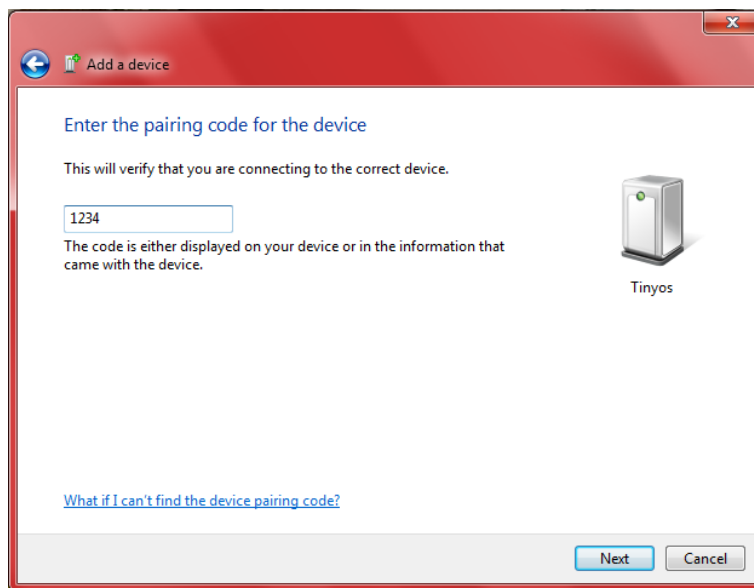 Add a device
Enter the pairing code for the device
This will verify that you are connecting to the correct device.
1234
The code is either displayed on your device or in the information that
came with the device.
Tinyos
What if I can't find the device pairing code?
Next
Cancel